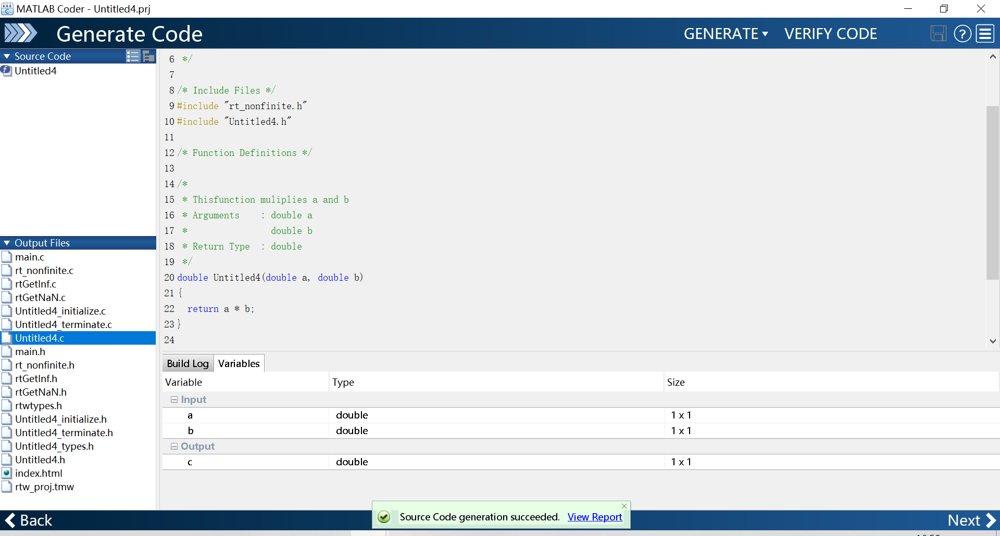 MATLAB Coder - Untitled4.prj
Generate Code
GENERATE
VERIFY CODE
?
Source Code
Untitled4
Output Files
main.c
rt_nonfinite.c
rtGetInf.c
rtGetNaN.c
Untitled4_initialize.c
Untitled4_terminate.c
Untitled4.c
main.h
rt_nonfinite.h
rtGetInf.h
rtGetNaN.h
rtwtypes.h
Untitled4_initialize.h
Untitled4_terminate.h
Untitled4_types.h
Untitled4.h
index.html
rtw_proj.tmw
6 */
7
8 /* Include Files */
9 #include "rt_nonfinite.h"
10 #include "Untitled4.h"
11
12 /* Function Definitions */
13
14 /*
15 * Thisfunction muliplies a and b
16 * Arguments : double a
17 * double b
18 * Return Type : double
19 */
20 double Untitled4(double a, double b)
21 {
22 return a * b;
23 }
24
Build Log Variables
Variable Type Size
Input
a double 1 x 1
b double 1 x 1
Output
c double 1 x 1
Source Code generation succeeded. View Report
Back
Next